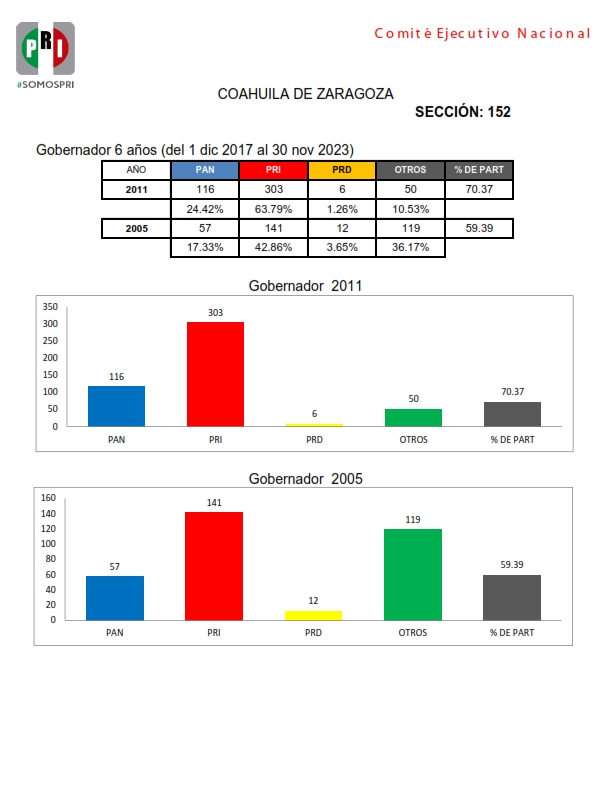 Comité Ejecutivo Nacional
PRI
#SOMOSPRI
COAHUILA DE ZARAGOZA
SECCIÓN: 152
Gobernador 6 años (del 1 dic 2017 al 30 nov 2023)
AÑO PAN PRI PRD OTROS % DE PART
2011 116 303 6 50 70.37
24.42% 63.79% 1.26% 10.53%
2005 57 141 12 119 59.39
17.33% 42.86% 3.65% 36.17%
Gobernador 2011
350
300
250
200
150
100
50
0
116
303
6
50
70.37
PAN PRI PRD OTROS % DE PART
Gobernador 2005
160
140
120
100
80
60
40
20
0
57
141
12
119
59.39
PAN PRI PRD OTROS % DE PART